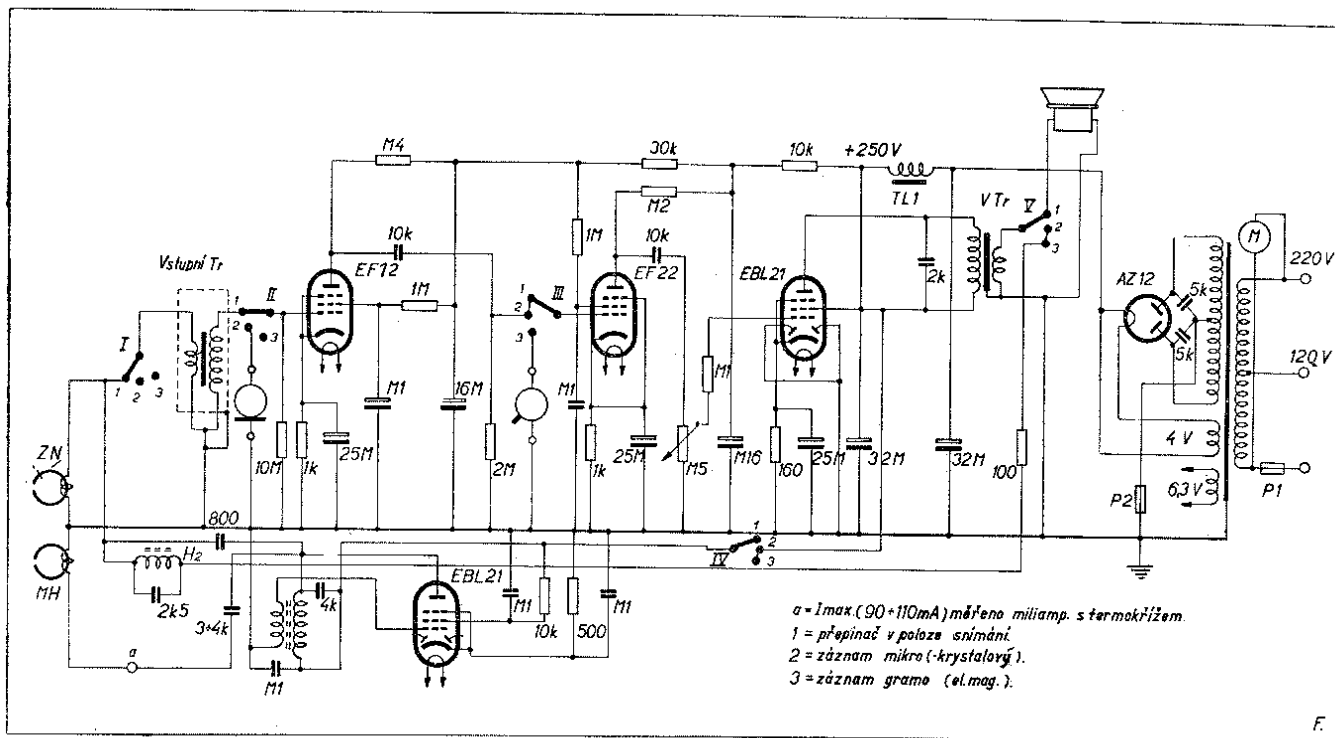 M4
30k
10k
+250V
TL1
M2
VTr
V
1
2
3
M
220V
10k
1M
10k
EF12
EF22
EBL21
2k
AZ12
5k
5k
Vstupní Tr
1
II
2
3
1M
1
III
2
3
120V
I
1
2
3
M1
16M
M1
M1
4V
ZN
10M
1k
25M
2M
1k
25M
M5
M16
160
25M
32M
32M
100
6,3V
P2
P1
800
1
2
IV
3
MH
H2
2k5
3÷4k
4k
EBL21
M1
10k
500
M1
a
M1
a = Imax.(90÷110mA) měřeno miliamp. s termokřížem.
1 = přepinač v poloze snímání.
2 = záznam mikro (-krystalový).
3 = záznam gramo (el.mag.).
F.